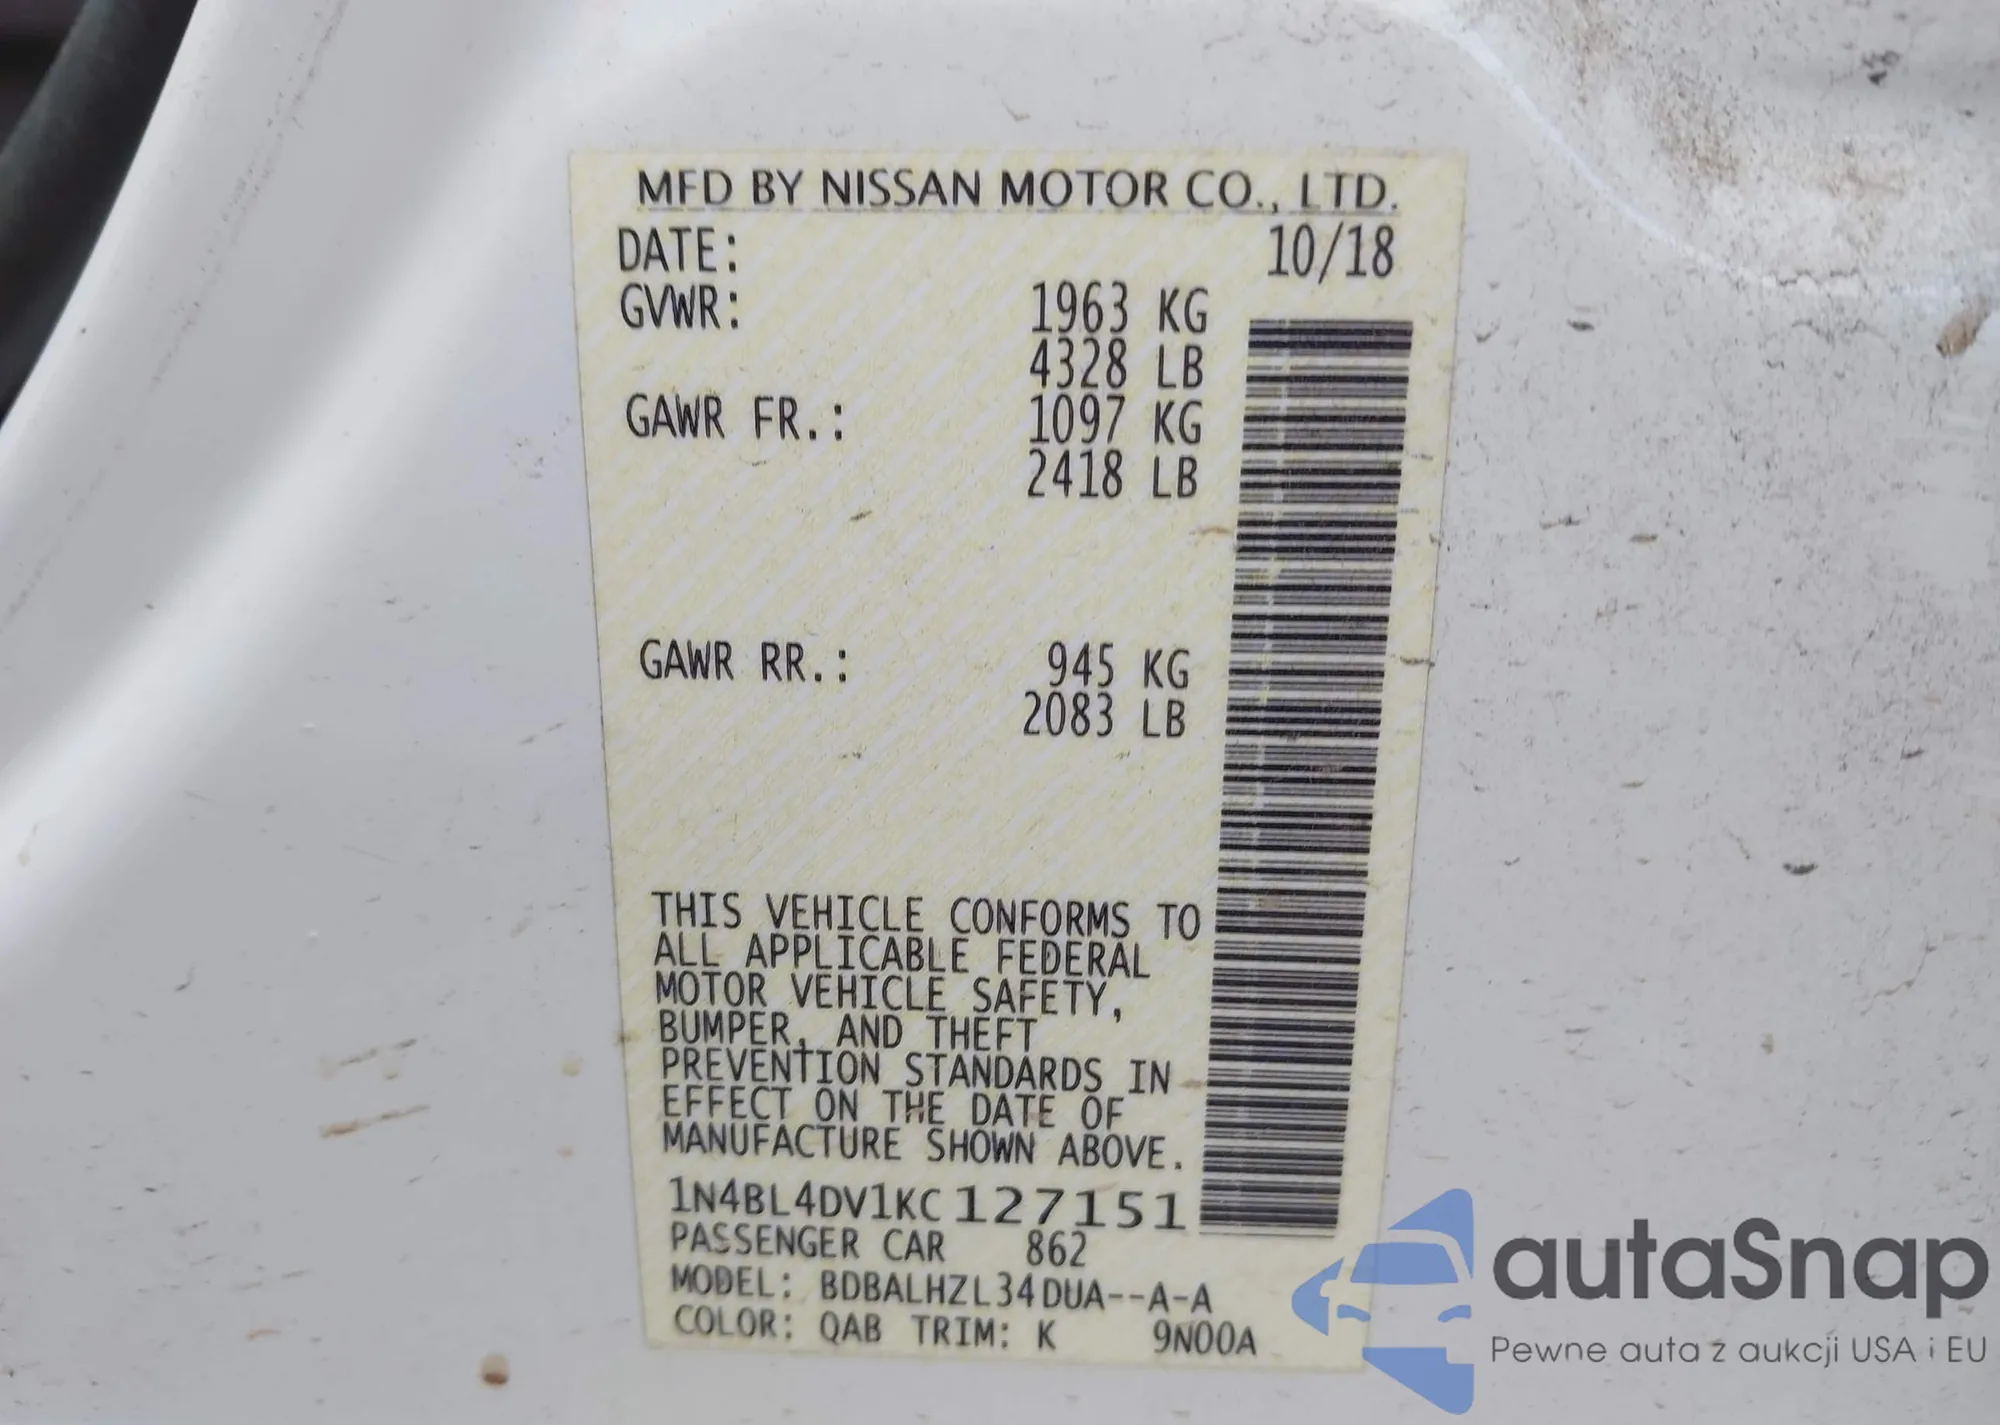 MFD BY NISSAN MOTOR CO., LTD.
DATE: 10/18
GVWR: 1963 KG
4328 LB
GAWR FR.: 1097 KG
2418 LB
GAWR RR.: 945 KG
2083 LB
THIS VEHICLE CONFORMS TO
ALL APPLICABLE FEDERAL
MOTOR VEHICLE SAFETY,
BUMPER, AND THEFT
PREVENTION STANDARDS IN
EFFECT ON THE DATE OF
MANUFACTURE SHOWN ABOVE.
1N4BL4DV1KC127151
PASSENGER CAR 862
MODEL: BDBALHZL34DUA--A-A
COLOR: QAB TRIM: K 9N00A
autaSnap
Pewne auta z aukcji USA i EU